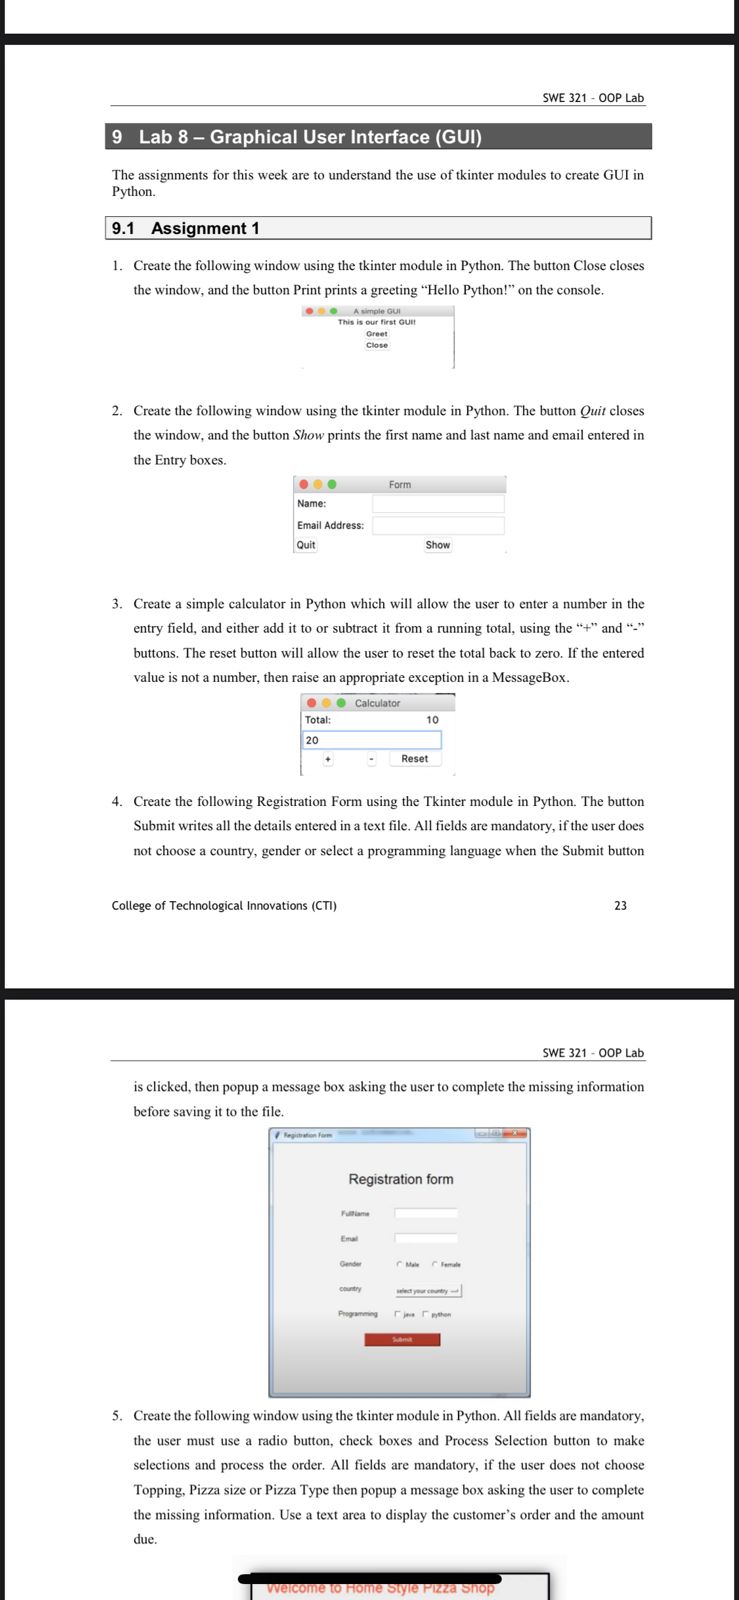 SWE 321 - OOP Lab
9 Lab 8 – Graphical User Interface (GUI)
The assignments for this week are to understand the use of tkinter modules to create GUI in
Python.
9.1 Assignment 1
1. Create the following window using the tkinter module in Python. The button Close closes
the window, and the button Print prints a greeting “Hello Python!” on the console.
A simple GUI
This is our first GUI!
Greet
Close
2. Create the following window using the tkinter module in Python. The button Quit closes
the window, and the button Show prints the first name and last name and email entered in
the Entry boxes.
Form
Name:
Email Address:
Quit Show
3. Create a simple calculator in Python which will allow the user to enter a number in the
entry field, and either add it to or subtract it from a running total, using the “+” and “-”
buttons. The reset button will allow the user to reset the total back to zero. If the entered
value is not a number, then raise an appropriate exception in a MessageBox.
Calculator
Total: 10
20
+ - Reset
4. Create the following Registration Form using the Tkinter module in Python. The button
Submit writes all the details entered in a text file. All fields are mandatory, if the user does
not choose a country, gender or select a programming language when the Submit button
College of Technological Innovations (CTI) 23
SWE 321 - OOP Lab
is clicked, then popup a message box asking the user to complete the missing information
before saving it to the file.
Registration Form
Registration form
FullName
Email
Gender Male Female
country select your country
Programming java python
Submit
5. Create the following window using the tkinter module in Python. All fields are mandatory,
the user must use a radio button, check boxes and Process Selection button to make
selections and process the order. All fields are mandatory, if the user does not choose
Topping, Pizza size or Pizza Type then popup a message box asking the user to complete
the missing information. Use a text area to display the customer’s order and the amount
due.
Welcome to Home Style Pizza Shop